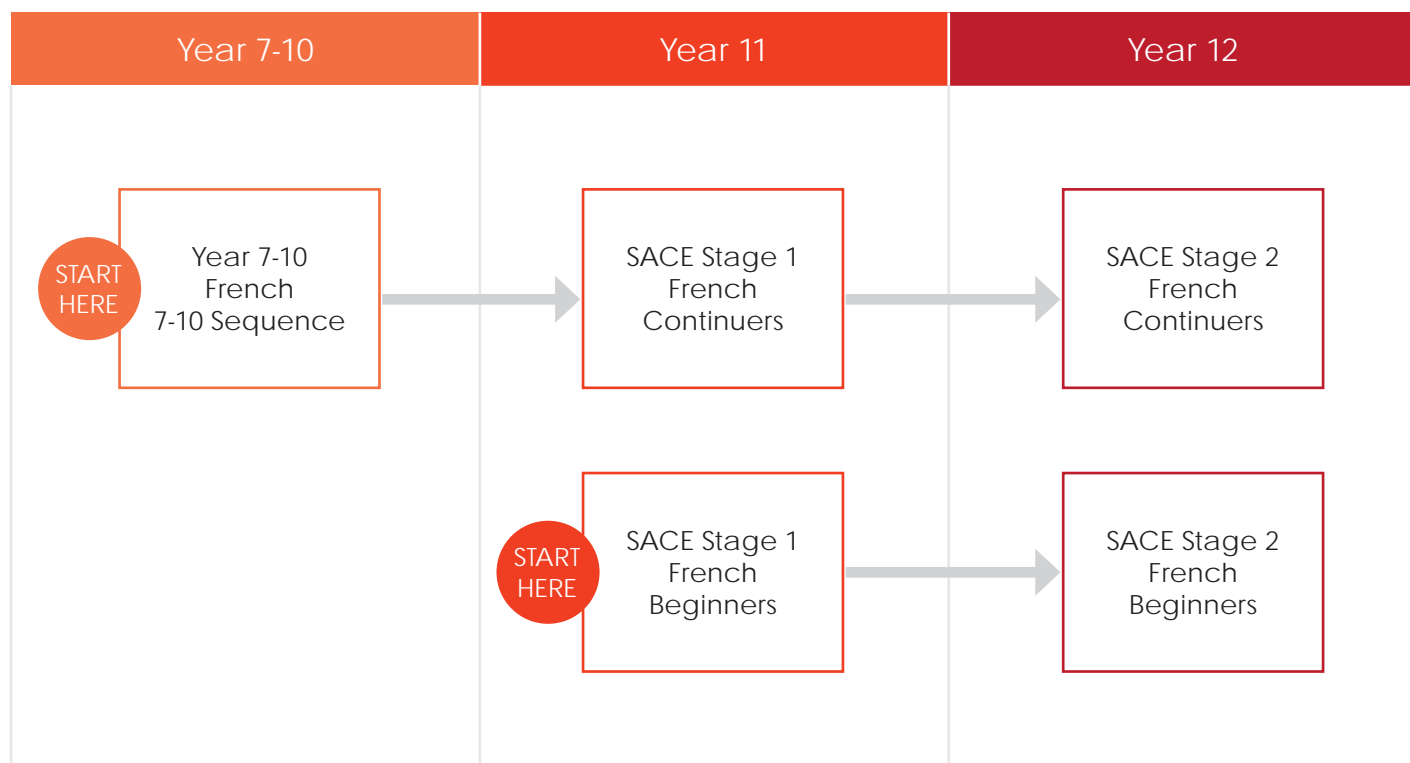 Year 7-10
Year 11
Year 12
START
HERE
Year 7-10
French
7-10 Sequence
SACE Stage 1
French
Continuers
SACE Stage 2
French
Continuers
START
HERE
SACE Stage 1
French
Beginners
SACE Stage 2
French
Beginners